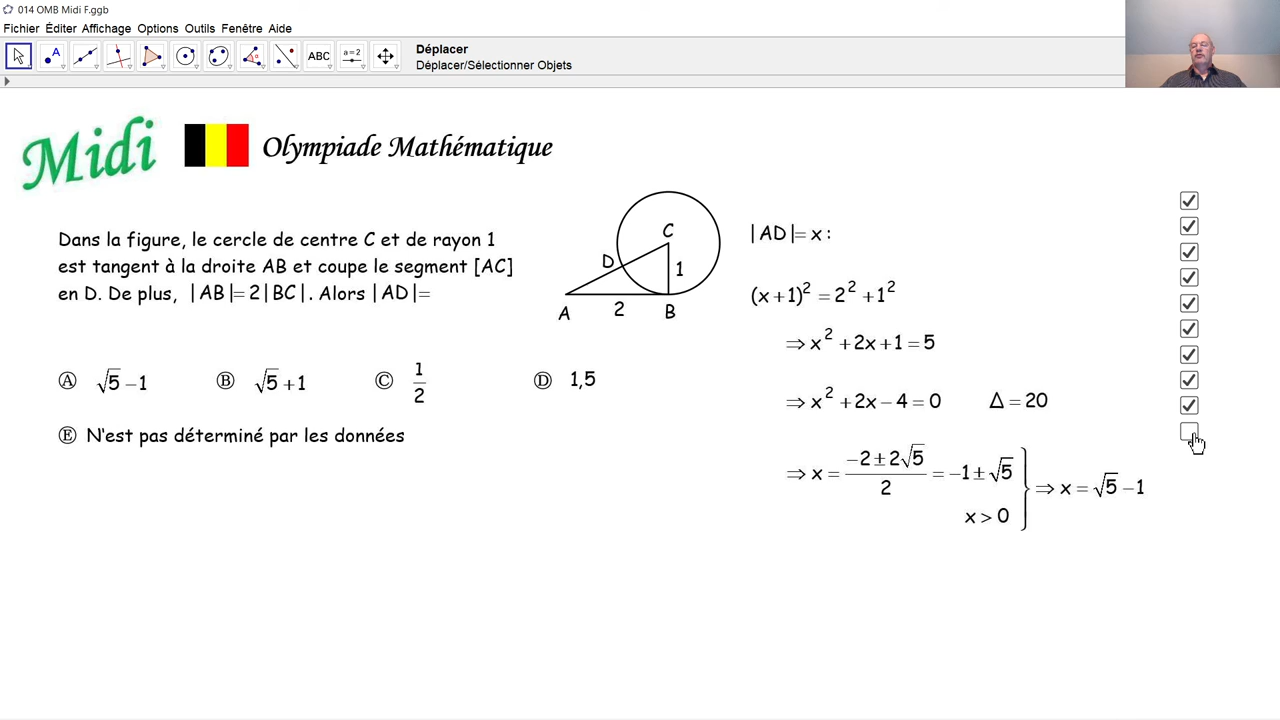 014 OMB Midi F.ggb
Fichier Éditer Affichage Options Outils Fenêtre Aide
A
ABC
a=2
Déplacer
Déplacer/Sélectionner Objets
Midi
Olympiade Mathématique
Dans la figure, le cercle de centre C et de rayon 1
est tangent à la droite AB et coupe le segment [AC]
en D. De plus, |AB|=2|BC|. Alors |AD|=
C
D
1
A
2
B
Ⓐ √5−1 Ⓑ √5+1 Ⓒ 1/2 Ⓓ 1,5
Ⓔ N'est pas déterminé par les données
|AD|= x :
(x+1)² = 2² + 1²
⇒ x² + 2x + 1 = 5
⇒ x² + 2x − 4 = 0 Δ = 20
⇒ x = (−2 ± 2√5)/2 = −1 ± √5
x > 0
} ⇒ x = √5 − 1